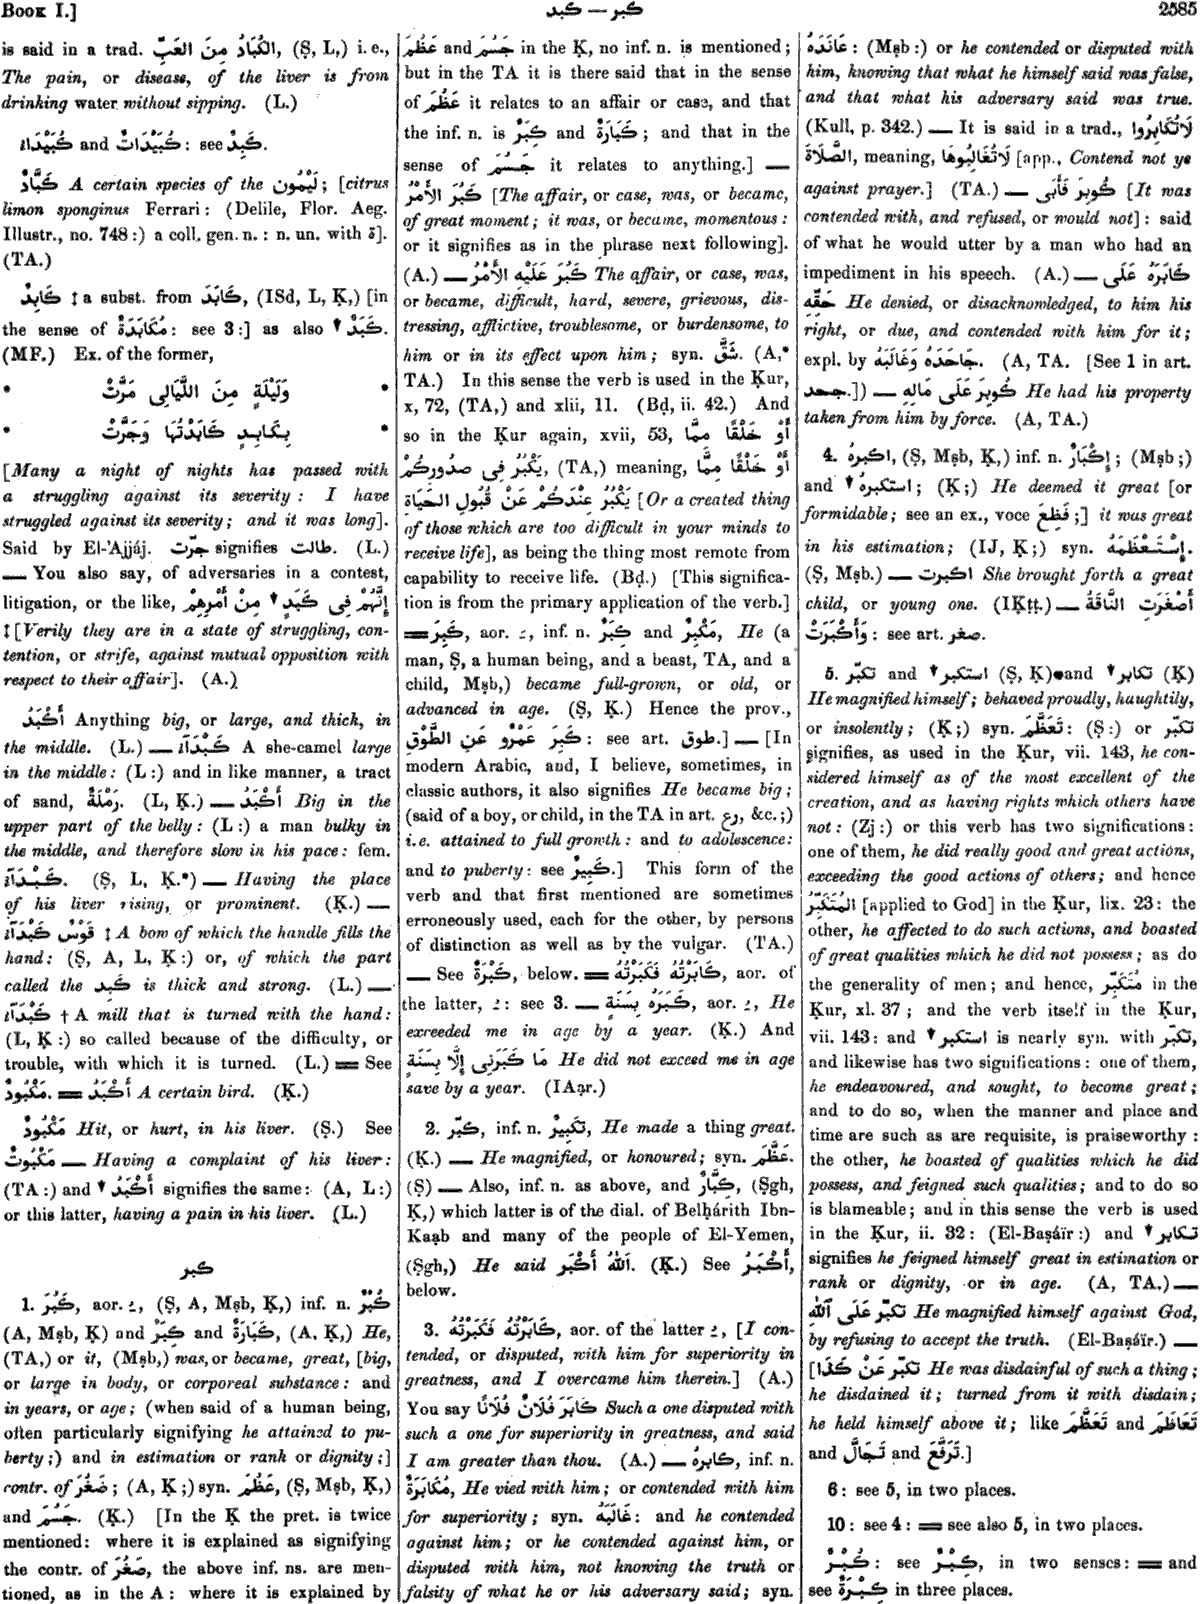 BOOK I.]
كبد — كبر
2585
is said in a trad. الكُبَادُ مِنَ العَبِّ, (Ṣ, L,) i. e.,
The pain, or disease, of the liver is from
drinking water without sipping. (L.)
كُبَيْدَاءُ and كُبَيْدَاتٌ: see كَبِدٌ.
كَبَّادٌ A certain species of the لَيْمُون; [citrus
limon sponginus Ferrari: (Delile, Flor. Aeg.
Illustr., no. 748:) a coll. gen. n.: n. un. with ة].
(TA.)
كَابِدٌ ‡ a subst. from كَابَدَ, (ISd, L, Ḳ,) [in
the sense of مُكَابَدَةٌ: see 3:] as also ▼ كَبَدٌ.
(MF.) Ex. of the former,
* وَلَيْلَةٍ مِنَ اللَّيَالِى مَرَّتْ *
* بِكَابِدٍ كَابَدْتُهَا وَجَرَّتْ *
[Many a night of nights has passed with
a struggling against its severity: I have
struggled against its severity; and it was long].
Said by El-'Ajjáj. جرّت signifies طالت. (L.)
— You also say, of adversaries in a contest,
litigation, or the like, إِنَّهُمْ فِى كَبَدٍ ▼ مِنْ أَمْرِهِمْ
‡ [Verily they are in a state of struggling, con-
tention, or strife, against mutual opposition with
respect to their affair]. (A.)
أَكْبَدُ Anything big, or large, and thick, in
the middle. (L.) — كَبْدَآءُ A she-camel large
in the middle: (L:) and in like manner, a tract
of sand, رَمْلَةٌ. (L, Ḳ.) — أَكْبَدُ Big in the
upper part of the belly: (L:) a man bulky in
the middle, and therefore slow in his pace: fem.
كَبْدَآءُ. (Ṣ, L, Ḳ.*) — Having the place
of his liver rising, or prominent. (Ḳ.) —
قَوْسٌ كَبْدَآءُ ‡ A bow of which the handle fills the
hand: (Ṣ, A, L, Ḳ:) or, of which the part
called the كَبِد is thick and strong. (L.) —
كَبْدَآءُ † A mill that is turned with the hand:
(L, Ḳ:) so called because of the difficulty, or
trouble, with which it is turned. (L.) = See
مَكْبُودٌ. = أَكْبَدُ A certain bird. (Ḳ.)
مَكْبُودٌ Hit, or hurt, in his liver. (Ṣ.) See
مَكْبُوتٌ — Having a complaint of his liver:
(TA:) and ▼ أَكْبَدُ signifies the same: (A, L:)
or this latter, having a pain in his liver. (L.)
كبر
1. كَبُرَ, aor. ـُ, (Ṣ, A, Mṣb, Ḳ,) inf. n. كُبْرٌ
(A, Mṣb, Ḳ) and كِبَرٌ and كَبَارَةٌ, (A, Ḳ,) He,
(TA,) or it, (Mṣb,) was, or became, great, [big,
or large in body, or corporeal substance: and
in years, or age; (when said of a human being,
often particularly signifying he attained to pu-
berty;) and in estimation or rank or dignity;]
contr. of صَغُرَ; (A, Ḳ;) syn. عَظُمَ, (Ṣ, Mṣb, Ḳ,)
and جَسُمَ. (Ḳ.) [In the Ḳ the pret. is twice
mentioned: where it is explained as signifying
the contr. of صَغُرَ, the above inf. ns. are men-
tioned, as in the A: where it is explained by
عَظُمَ and جَسُمَ in the Ḳ, no inf. n. is mentioned;
but in the TA it is there said that in the sense
of عَظُمَ it relates to an affair or case, and that
the inf. n. is كِبَرٌ and كَبَارَةٌ; and that in the
sense of جَسُمَ it relates to anything.] —
كَبُرَ الأَمْرُ [The affair, or case, was, or became,
of great moment; it was, or became, momentous:
or it signifies as in the phrase next following].
(A.) — كَبُرَ عَلَيْهِ الأَمْرُ The affair, or case, was,
or became, difficult, hard, severe, grievous, dis-
tressing, afflictive, troublesome, or burdensome, to
him or in its effect upon him; syn. شَقَّ. (A,*
TA.) In this sense the verb is used in the Ḳur,
x, 72, (TA,) and xlii, 11. (Bḍ, ii. 42.) And
so in the Ḳur again, xvii, 53, أَوْ خَلْقًا مِمَّا
يَكْبُرُ فِى صدُورِكُمْ, (TA,) meaning, أَوْ خَلْقًا مِمَّا
يَكْبُرُ عِنْدَكُمْ عَنْ قُبُولِ الحَيَاةِ [Or a created thing
of those which are too difficult in your minds to
receive life], as being the thing most remote from
capability to receive life. (Bḍ.) [This significa-
tion is from the primary application of the verb.]
= كَبِرَ, aor. ـَ, inf. n. كِبَرٌ and مَكْبِرٌ, He (a
man, Ṣ, a human being, and a beast, TA, and a
child, Mṣb,) became full-grown, or old, or
advanced in age. (Ṣ, Ḳ.) Hence the prov.,
كَبِرَ عَمْرٌو عَنِ الطَّوْقِ: see art. طوق.] — [In
modern Arabic, and, I believe, sometimes, in
classic authors, it also signifies He became big;
(said of a boy, or child, in the TA in art. رع, &c.;)
i.e. attained to full growth: and to adolescence:
and to puberty: see كَبِيرٌ.] This form of the
verb and that first mentioned are sometimes
erroneously used, each for the other, by persons
of distinction as well as by the vulgar. (TA.)
— See كَبْرَةٌ, below. = كَابَرْتُهُ فَكَبَرْتُهُ, aor. of
the latter, ـُ: see 3. — كَبَرَهُ بِسَنَةٍ, aor. ـُ, He
exceeded me in age by a year. (Ḳ.) And
مَا كَبَرَنِى إِلَّا بِسَنَةٍ He did not exceed me in age
save by a year. (IAạr.)
2. كبّر, inf. n. تَكْبِيرٌ, He made a thing great.
(Ḳ.) — He magnified, or honoured; syn. عَظَّمَ.
(Ṣ) — Also, inf. n. as above, and كِبَّارٌ, (Ṣgh,
Ḳ,) which latter is of the dial. of Belḥárith Ibn-
Kaạb and many of the people of El-Yemen,
(Ṣgh,) He said اَللّٰهُ أَكْبَر. (Ḳ.) See أَكْبَرُ,
below.
3. كَابَرْتُهُ فَكَبَرْتُهُ, aor. of the latter ـُ, [I con-
tended, or disputed, with him for superiority in
greatness, and I overcame him therein.] (A.)
You say كَابَرَ فُلَانٌ فُلَانًا Such a one disputed with
such a one for superiority in greatness, and said
I am greater than thou. (A.) — كابرهُ, inf. n.
مُكَابَرَةٌ, He vied with him; or contended with him
for superiority; syn. غَالَبَهُ: and he contended
against him; or he contended against him, or
disputed with him, not knowing the truth or
falsity of what he or his adversary said; syn.
عَانَدَهُ: (Mṣb:) or he contended or disputed with
him, knowing that what he himself said was false,
and that what his adversary said was true.
(Kull, p. 342.) — It is said in a trad., لَا تُكَابِرُوا
الصَّلَاةَ, meaning, لَا تُغَالِبُوهَا [app., Contend not ye
against prayer.] (TA.) — كُوبِرَ فَأَبَى [It was
contended with, and refused, or would not]: said
of what he would utter by a man who had an
impediment in his speech. (A.) — كَابَرَهُ عَلَى
حَقِّهِ He denied, or disacknowledged, to him his
right, or due, and contended with him for it;
expl. by جَاحَدَهُ وَغَالَبَهُ. (A, TA. [See 1 in art.
جحد.]) — كُوبِرَ عَلَى مَالِهِ He had his property
taken from him by force. (A, TA.)
4. اكبرهُ, (Ṣ, Mṣb, Ḳ,) inf. n. إِكْبَارٌ; (Mṣb;)
and ▼ استكبرهُ; (Ḳ;) He deemed it great [or
formidable; see an ex., voce فَظِعَ;] it was great
in his estimation; (IJ, Ḳ;) syn. إِسْتَعْظَمَهُ.
(Ṣ, Mṣb.) — اكبرت She brought forth a great
child, or young one. (IḲṭṭ.) — أَصْغَرَتِ النَّاقَةُ
وَأَكْبَرَتْ: see art. صغر.
5. تكبّر and ▼ استكبر (Ṣ, Ḳ) and ▼ تكابر (Ḳ)
He magnified himself; behaved proudly, haughtily,
or insolently; (Ḳ;) syn. تَعَظَّمَ: (Ṣ:) or تكبّر
signifies, as used in the Ḳur, vii. 143, he con-
sidered himself as of the most excellent of the
creation, and as having rights which others have
not: (Zj:) or this verb has two significations:
one of them, he did really good and great actions,
exceeding the good actions of others; and hence
المُتَكَبِّرُ [applied to God] in the Ḳur, lix. 23: the
other, he affected to do such actions, and boasted
of great qualities which he did not possess; as do
the generality of men; and hence, مُتَكَبِّر in the
Ḳur, xl. 37; and the verb itself in the Ḳur,
vii. 143: and ▼ استكبر is nearly syn. with تكبّر,
and likewise has two significations: one of them,
he endeavoured, and sought, to become great;
and to do so, when the manner and place and
time are such as are requisite, is praiseworthy:
the other, he boasted of qualities which he did
possess, and feigned such qualities; and to do so
is blameable; and in this sense the verb is used
in the Ḳur, ii. 32: (El-Baṣáïr:) and ▼ تكابر
signifies he feigned himself great in estimation or
rank or dignity, or in age. (A, TA.) —
تكبّر عَلَى ٱللّٰه He magnified himself against God,
by refusing to accept the truth. (El-Baṣáïr.) —
[تكبّر عَنْ كَذَا He was disdainful of such a thing;
he disdained it; turned from it with disdain;
he held himself above it; like تَعَظَّمَ and تَعَاظَمَ
and تَجَالَّ and تَرَفَّعَ.]
6: see 5, in two places.
10: see 4: = see also 5, in two places.
كُبْرٌ: see كِبْرٌ, in two senses: = and
see كِبْرَةٌ in three places.